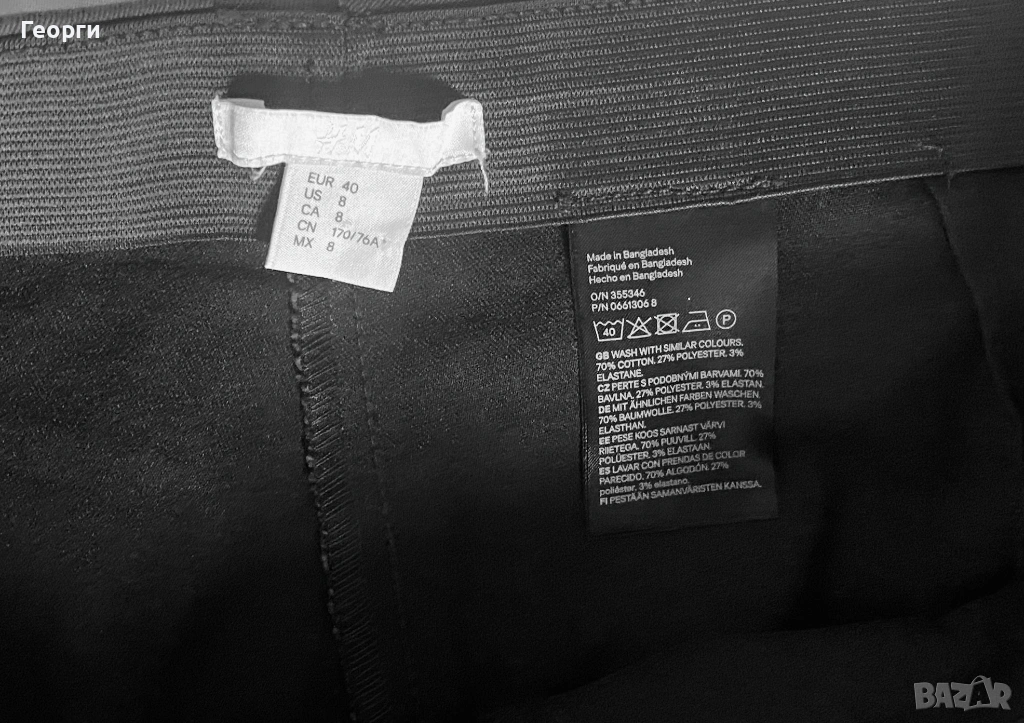 Георги
EUR 40
US 8
CA 8
CN 170/76A
MX 8
Made in Bangladesh
Fabriqué en Bangladesh
Hecho en Bangladesh
O/N 355346
P/N 0661306 8
40
P
GB WASH WITH SIMILAR COLOURS.
70% COTTON. 27% POLYESTER. 3%
ELASTANE.
CZ PERTE S PODOBNÝMI BARVAMI. 70%
BAVLNA. 27% POLYESTER. 3% ELASTAN.
DE MIT ÄHNLICHEN FARBEN WASCHEN.
70% BAUMWOLLE. 27% POLYESTER. 3%
ELASTHAN.
EE PESE KOOS SARNAST VÄRVI
RIIETEGA. 70% PUUVILL. 27%
POLÜESTER. 3% ELASTAAN.
ES LAVAR CON PRENDAS DE COLOR
PARECIDO. 70% ALGODÓN. 27%
poliéster. 3% elastano.
FI PESTÄÄN SAMANVÄRISTEN KANSSA.
BAZAR